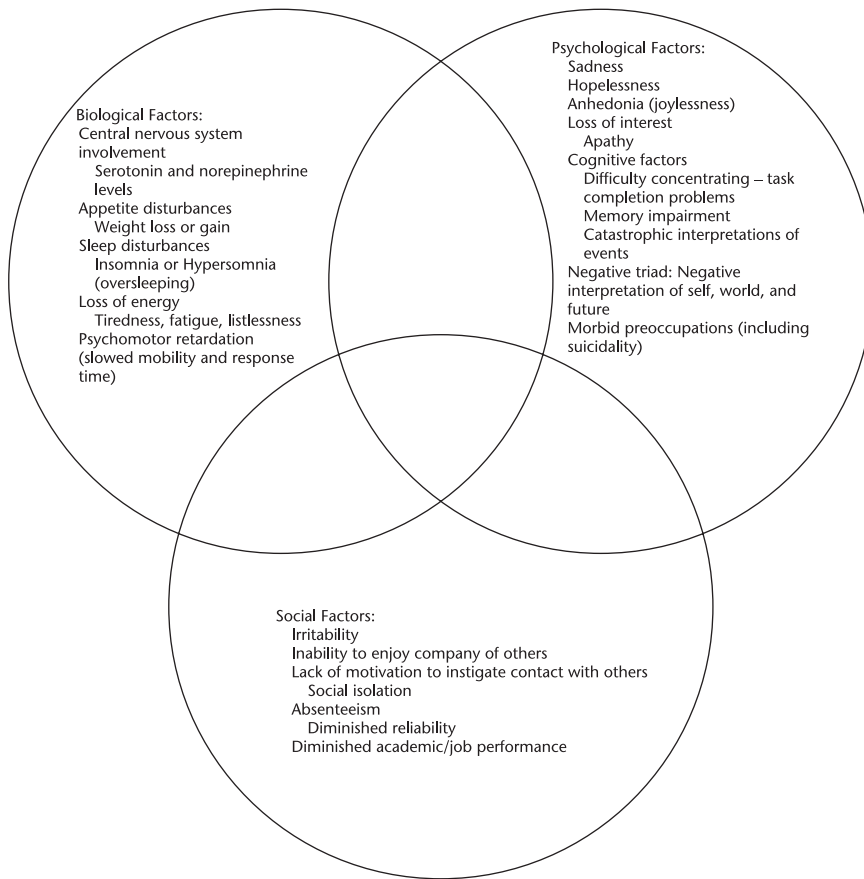 Biological Factors:
Central nervous system
involvement
Serotonin and norepinephrine
levels
Appetite disturbances
Weight loss or gain
Sleep disturbances
Insomnia or Hypersomnia
(oversleeping)
Loss of energy
Tiredness, fatigue, listlessness
Psychomotor retardation
(slowed mobility and response
time)
Psychological Factors:
Sadness
Hopelessness
Anhedonia (joylessness)
Loss of interest
Apathy
Cognitive factors
Difficulty concentrating – task
completion problems
Memory impairment
Catastrophic interpretations of
events
Negative triad: Negative
interpretation of self, world, and
future
Morbid preoccupations (including
suicidality)
Social Factors:
Irritability
Inability to enjoy company of others
Lack of motivation to instigate contact with others
Social isolation
Absenteeism
Diminished reliability
Diminished academic/job performance